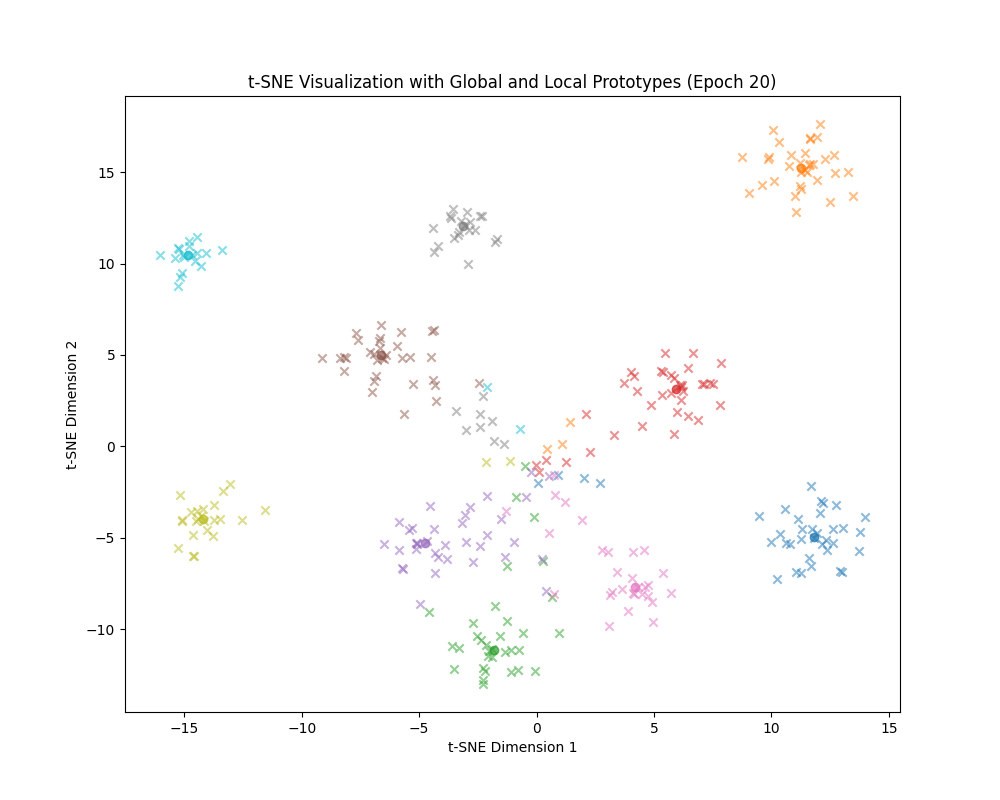 t-SNE Visualization with Global and Local Prototypes (Epoch 20)
15
10
5
0
−5
−10
t-SNE Dimension 2
−15 −10 −5 0 5 10 15
t-SNE Dimension 1